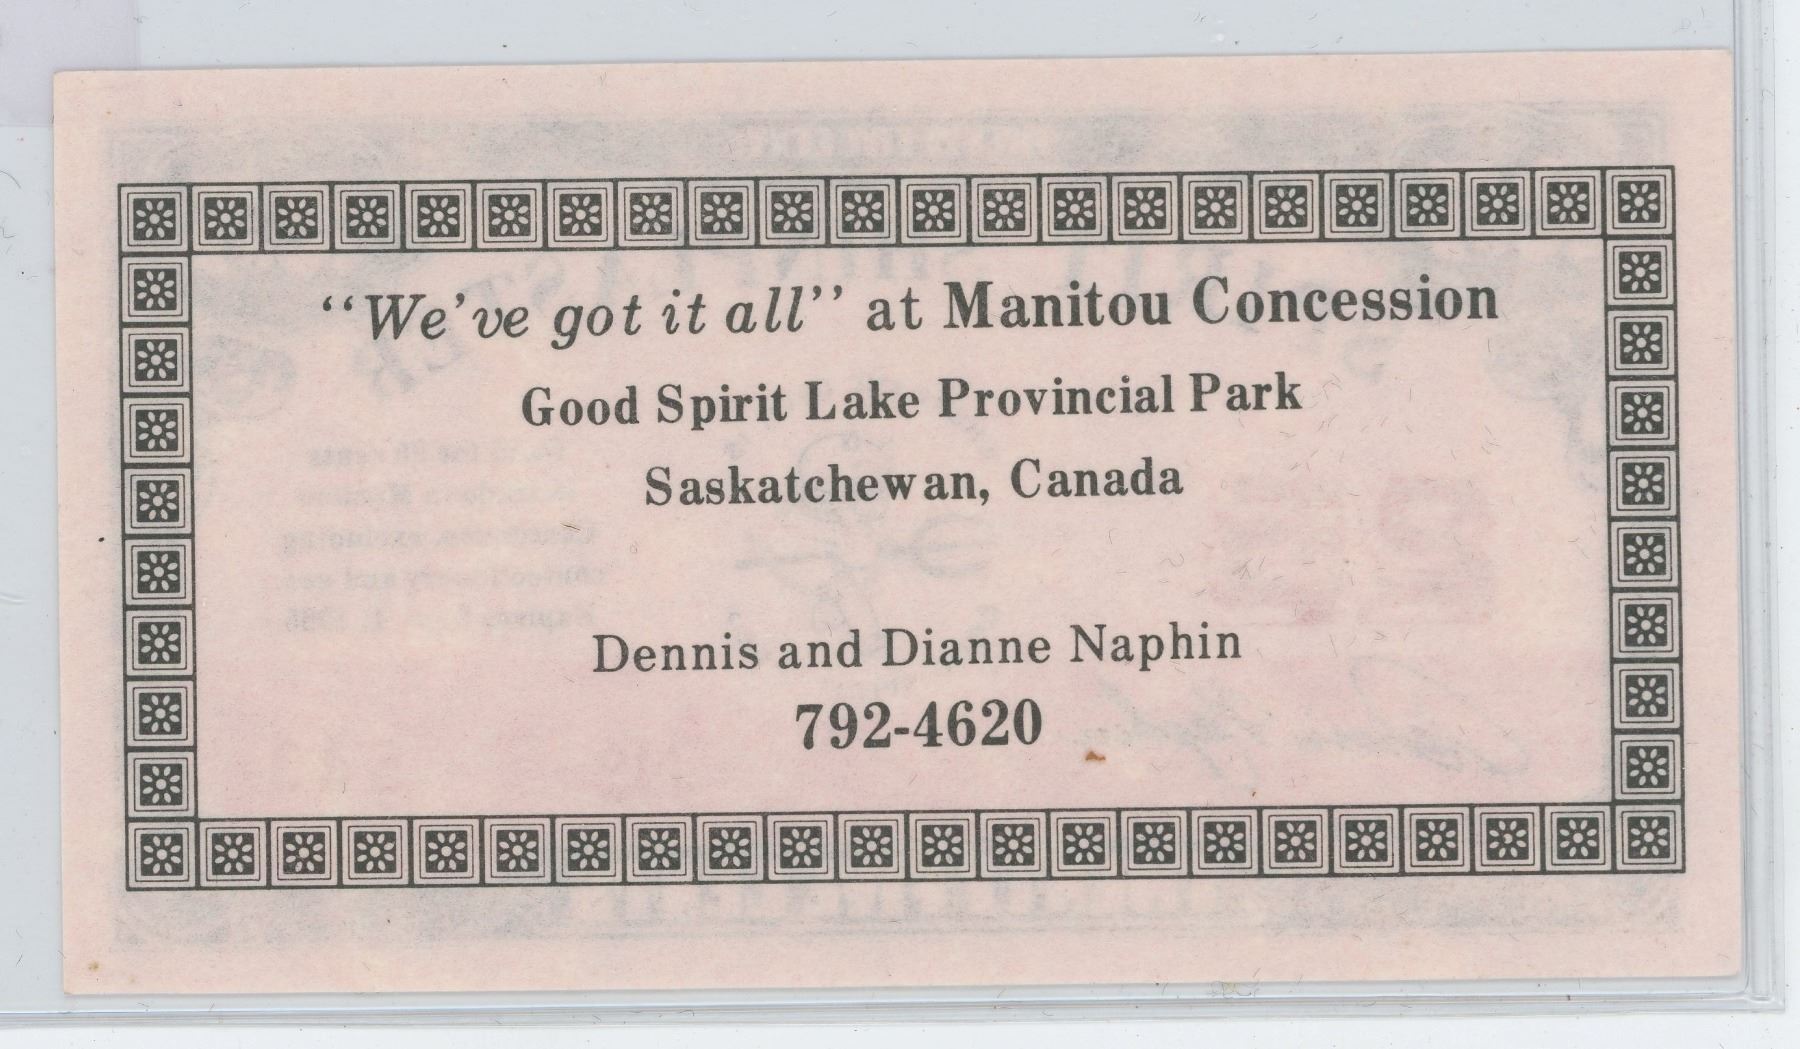 “We’ve got it all” at Manitou Concession
Good Spirit Lake Provincial Park
Saskatchewan, Canada
Dennis and Dianne Naphin
792-4620